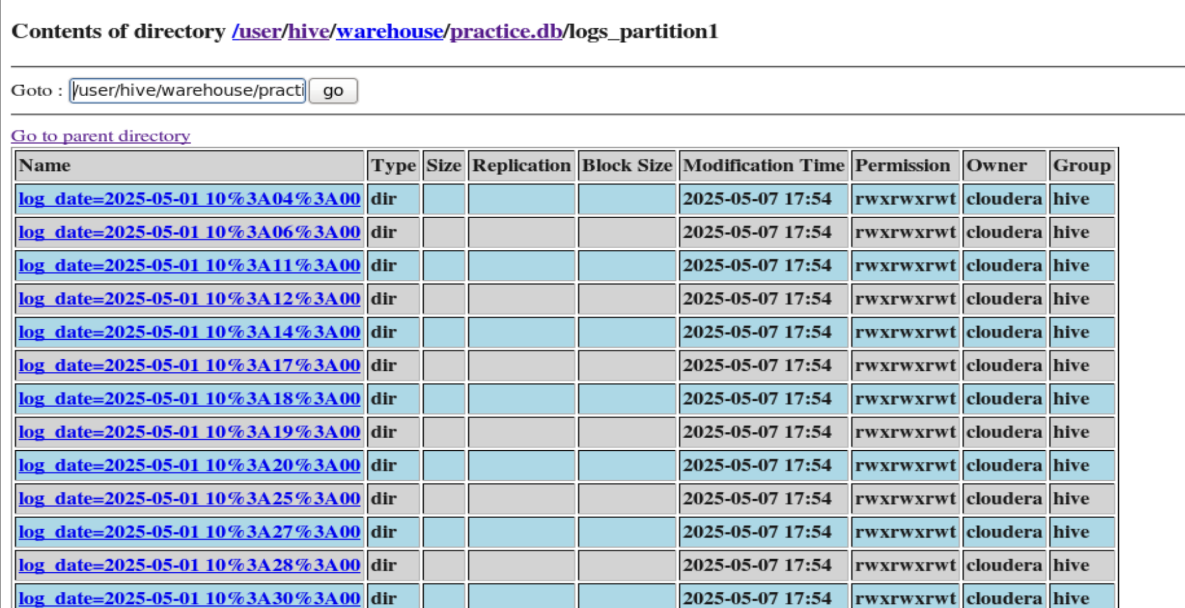 Contents of directory /user/hive/warehouse/practice.db/logs_partition1
Goto : /user/hive/warehouse/practi go
Go to parent directory
Name Type Size Replication Block Size Modification Time Permission Owner Group
log_date=2025-05-01 10%3A04%3A00 dir 2025-05-07 17:54 rwxrwxrwt cloudera hive
log_date=2025-05-01 10%3A06%3A00 dir 2025-05-07 17:54 rwxrwxrwt cloudera hive
log_date=2025-05-01 10%3A11%3A00 dir 2025-05-07 17:54 rwxrwxrwt cloudera hive
log_date=2025-05-01 10%3A12%3A00 dir 2025-05-07 17:54 rwxrwxrwt cloudera hive
log_date=2025-05-01 10%3A14%3A00 dir 2025-05-07 17:54 rwxrwxrwt cloudera hive
log_date=2025-05-01 10%3A17%3A00 dir 2025-05-07 17:54 rwxrwxrwt cloudera hive
log_date=2025-05-01 10%3A18%3A00 dir 2025-05-07 17:54 rwxrwxrwt cloudera hive
log_date=2025-05-01 10%3A19%3A00 dir 2025-05-07 17:54 rwxrwxrwt cloudera hive
log_date=2025-05-01 10%3A20%3A00 dir 2025-05-07 17:54 rwxrwxrwt cloudera hive
log_date=2025-05-01 10%3A25%3A00 dir 2025-05-07 17:54 rwxrwxrwt cloudera hive
log_date=2025-05-01 10%3A27%3A00 dir 2025-05-07 17:54 rwxrwxrwt cloudera hive
log_date=2025-05-01 10%3A28%3A00 dir 2025-05-07 17:54 rwxrwxrwt cloudera hive
log_date=2025-05-01 10%3A30%3A00 dir 2025-05-07 17:54 rwxrwxrwt cloudera hive